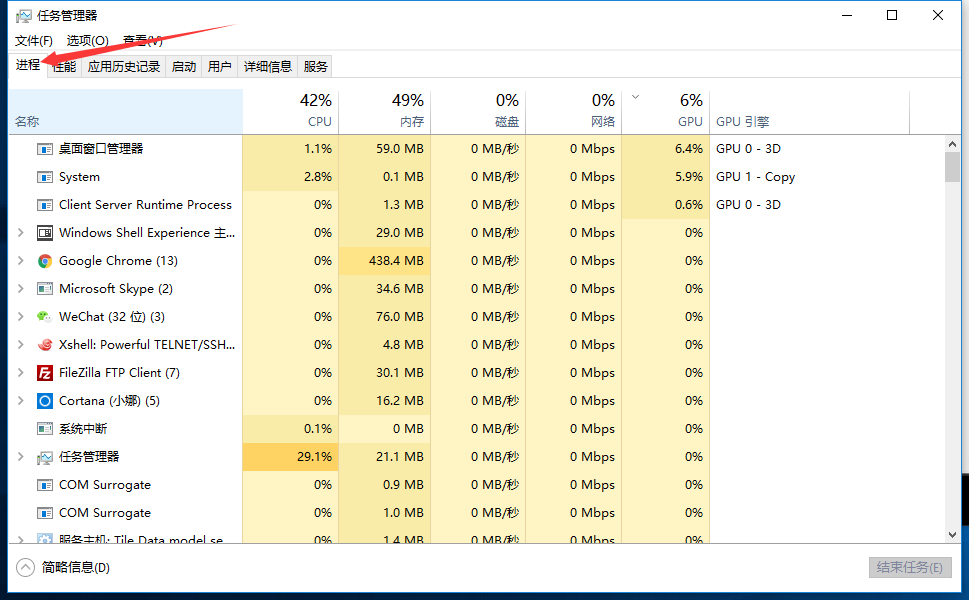 任务管理器
文件(F) 选项(O) 查看(V)
进程 性能 应用历史记录 启动 用户 详细信息 服务
42% 49% 0% 0% 6%
名称 CPU 内存 磁盘 网络 GPU GPU 引擎
桌面窗口管理器 1.1% 59.0 MB 0 MB/秒 0 Mbps 6.4% GPU 0 - 3D
System 2.8% 0.1 MB 0 MB/秒 0 Mbps 5.9% GPU 1 - Copy
Client Server Runtime Process 0% 1.3 MB 0 MB/秒 0 Mbps 0.6% GPU 0 - 3D
Windows Shell Experience 主... 0% 29.0 MB 0 MB/秒 0 Mbps 0%
Google Chrome (13) 0% 438.4 MB 0 MB/秒 0 Mbps 0%
Microsoft Skype (2) 0% 34.6 MB 0 MB/秒 0 Mbps 0%
WeChat (32 位) (3) 0% 76.0 MB 0 MB/秒 0 Mbps 0%
Xshell: Powerful TELNET/SSH... 0% 4.8 MB 0 MB/秒 0 Mbps 0%
FileZilla FTP Client (7) 0% 30.1 MB 0 MB/秒 0 Mbps 0%
Cortana (小娜) (5) 0% 16.2 MB 0 MB/秒 0 Mbps 0%
系统中断 0.1% 0 MB 0 MB/秒 0 Mbps 0%
任务管理器 29.1% 21.1 MB 0 MB/秒 0 Mbps 0%
COM Surrogate 0% 0.9 MB 0 MB/秒 0 Mbps 0%
COM Surrogate 0% 1.0 MB 0 MB/秒 0 Mbps 0%
服务主机: Tile Data model se... 0% 1.4 MB 0 MB/秒 0 Mbps 0%
简略信息(D) 结束任务(E)